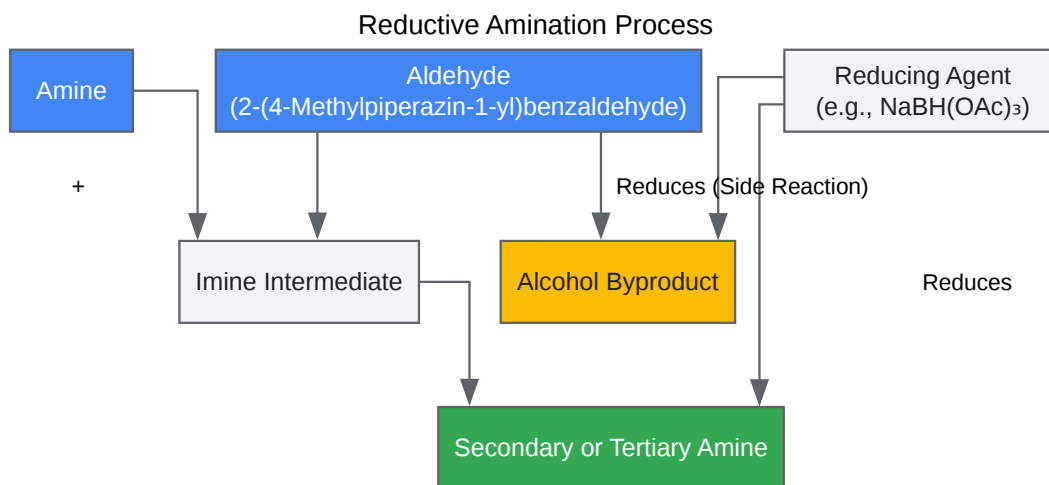 Reductive Amination Process
Amine
Aldehyde
(2-(4-Methylpiperazin-1-yl)benzaldehyde)
Reducing Agent
(e.g., NaBH(OAc)₃)
+
Reduces (Side Reaction)
Imine Intermediate
Alcohol Byproduct
Reduces
Secondary or Tertiary Amine